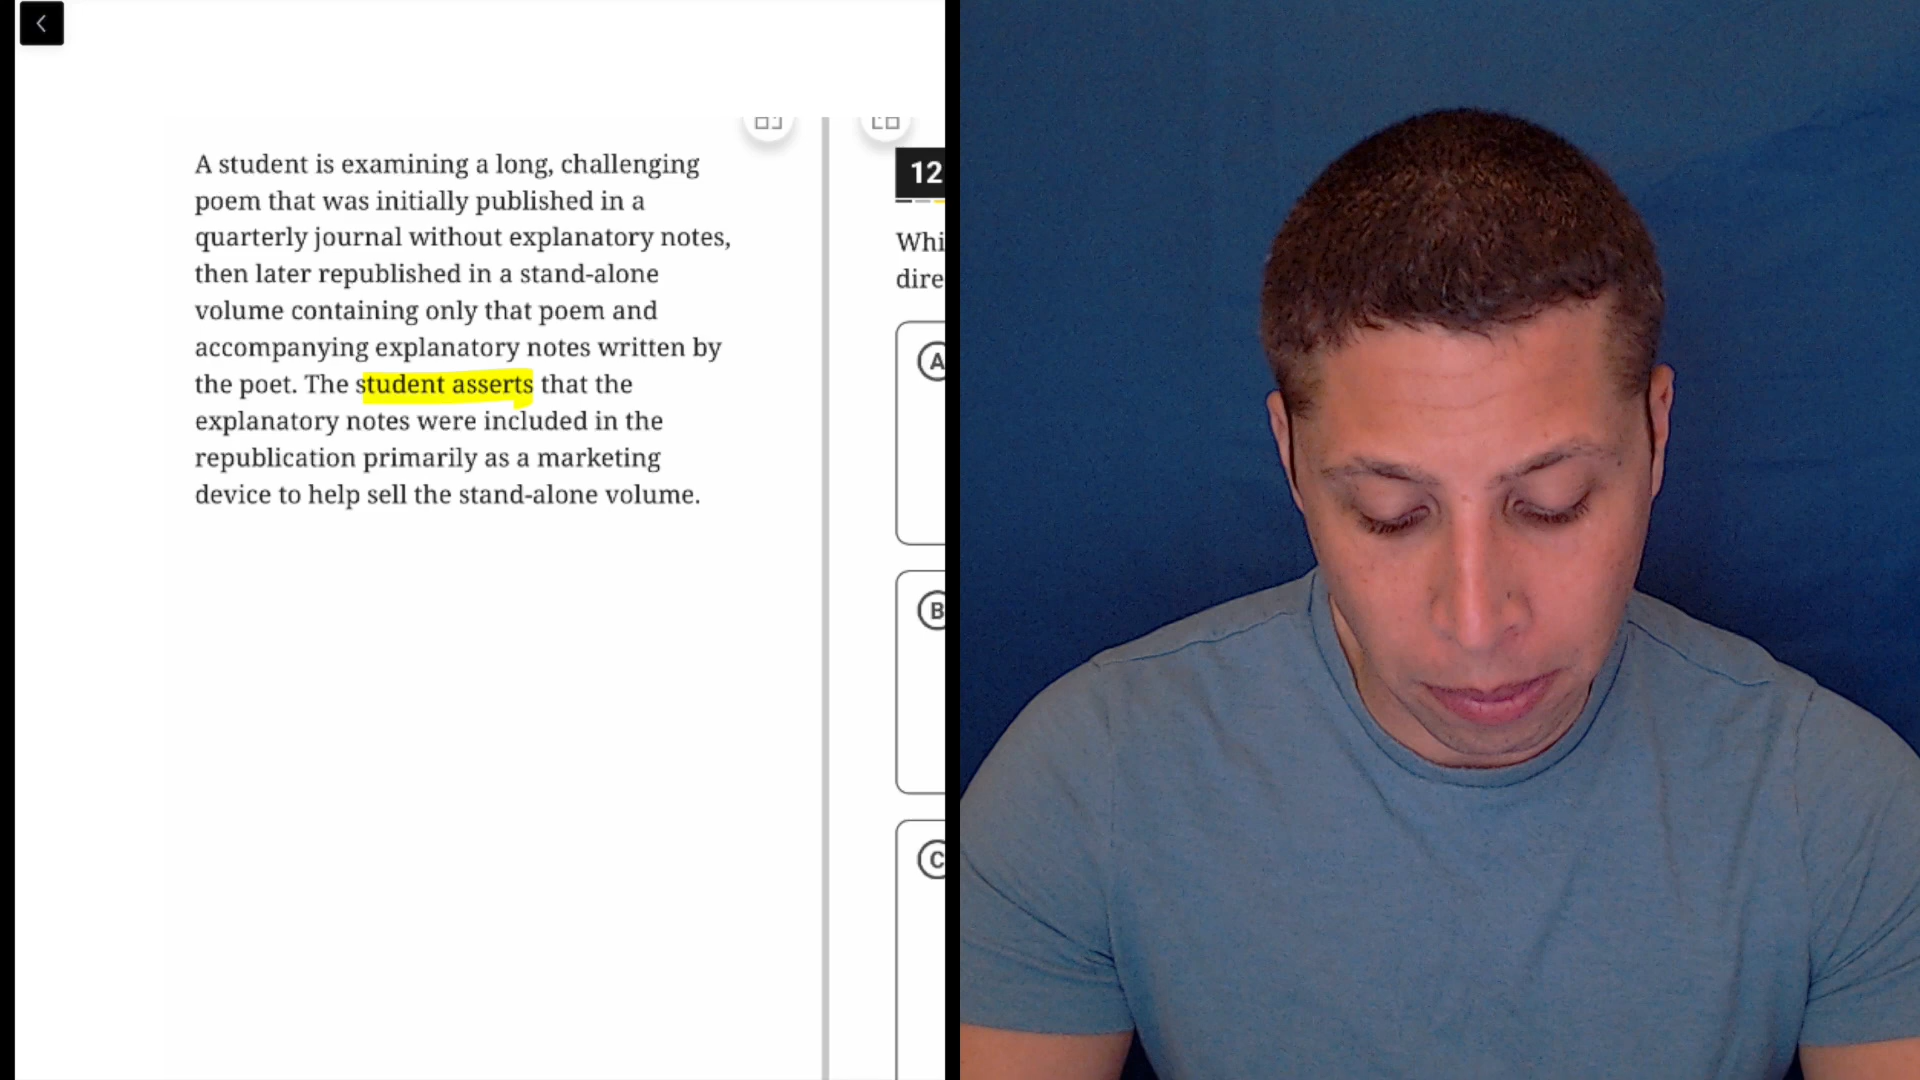 A student is examining a long, challenging
poem that was initially published in a
quarterly journal without explanatory notes,
then later republished in a stand-alone
volume containing only that poem and
accompanying explanatory notes written by
the poet. The student asserts that the
explanatory notes were included in the
republication primarily as a marketing
device to help sell the stand-alone volume.
12
Whi
dire
A
B
C